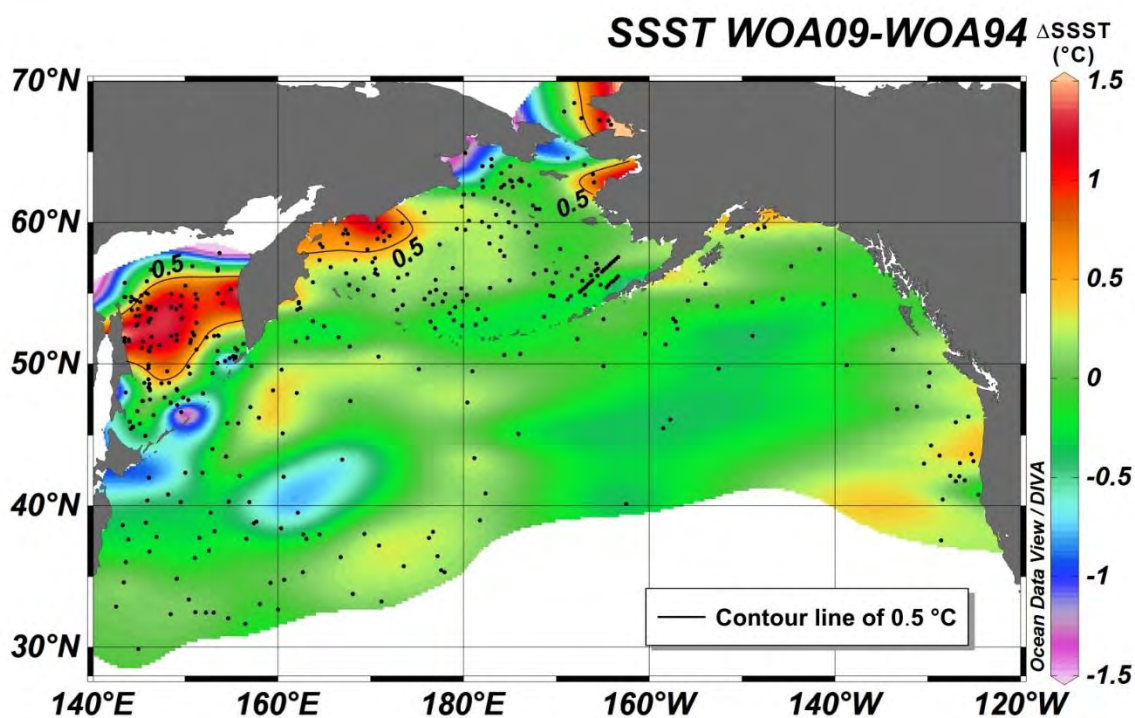 SSST WOA09-WOA94
ΔSSST
(°C)
70°N
60°N
50°N
40°N
30°N
0.5
0.5
0.5
1.5
1
0.5
0
-0.5
-1
-1.5
Contour line of 0.5 °C
Ocean Data View / DIVA
140°E
160°E
180°E
160°W
140°W
120°W